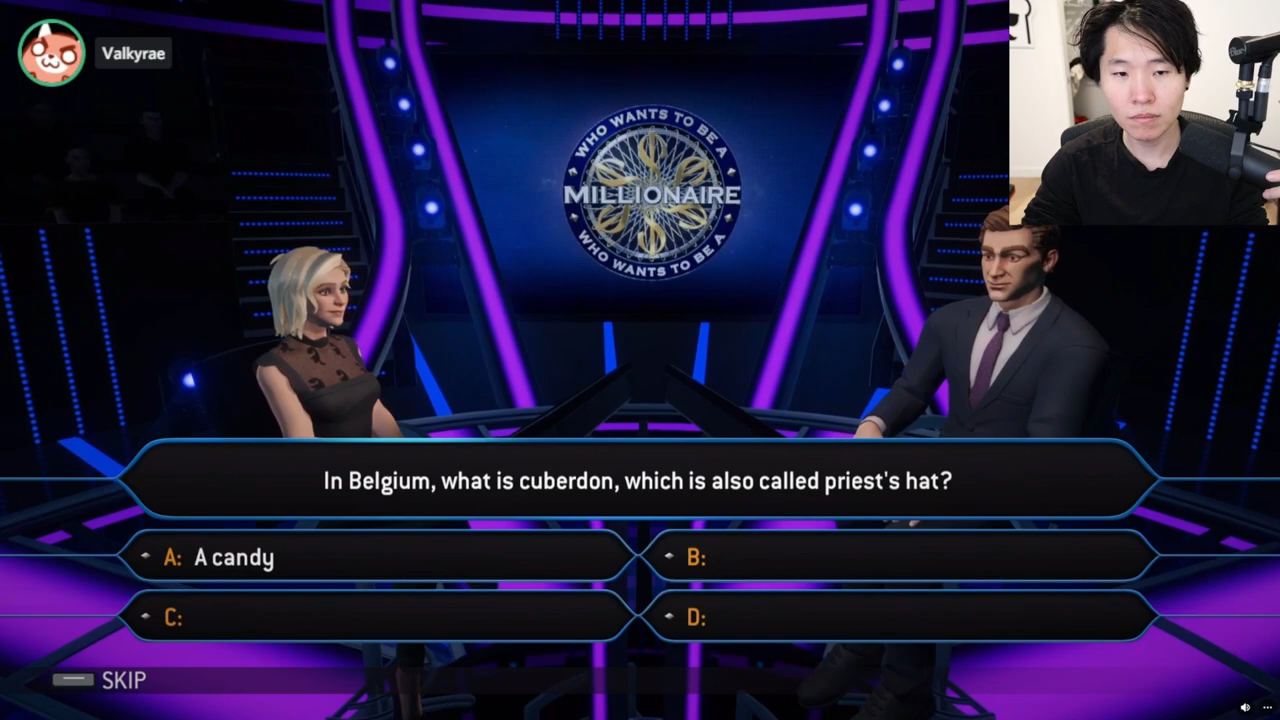 Valkyrae
WHO WANTS TO BE A
MILLIONAIRE
WHO WANTS TO BE A
In Belgium, what is cuberdon, which is also called priest's hat?
A: A candy
B:
C:
D:
SKIP